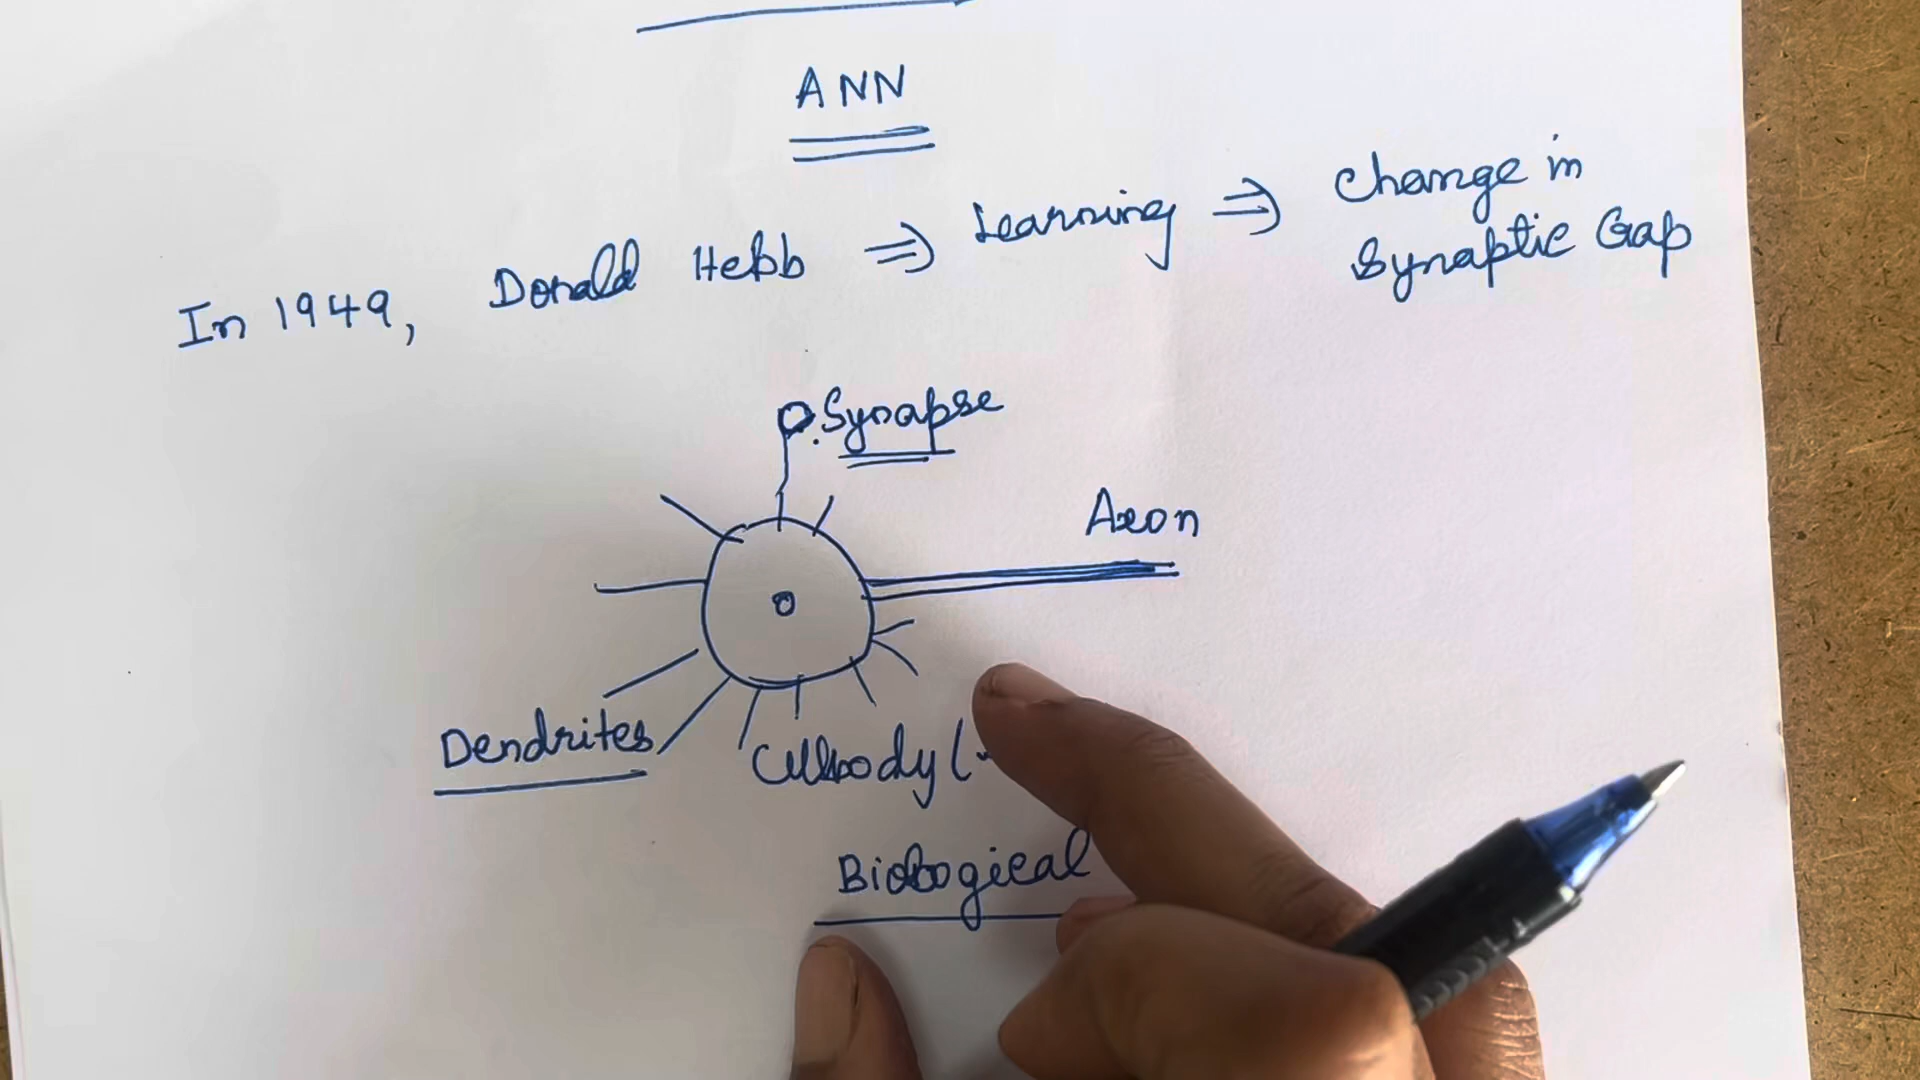 ANN
In 1949, Donald Hebb ⇒ Learning ⇒ Change in
Synaptic Gap
Synapse
Axon
Dendrites
Cellbody (
Biological